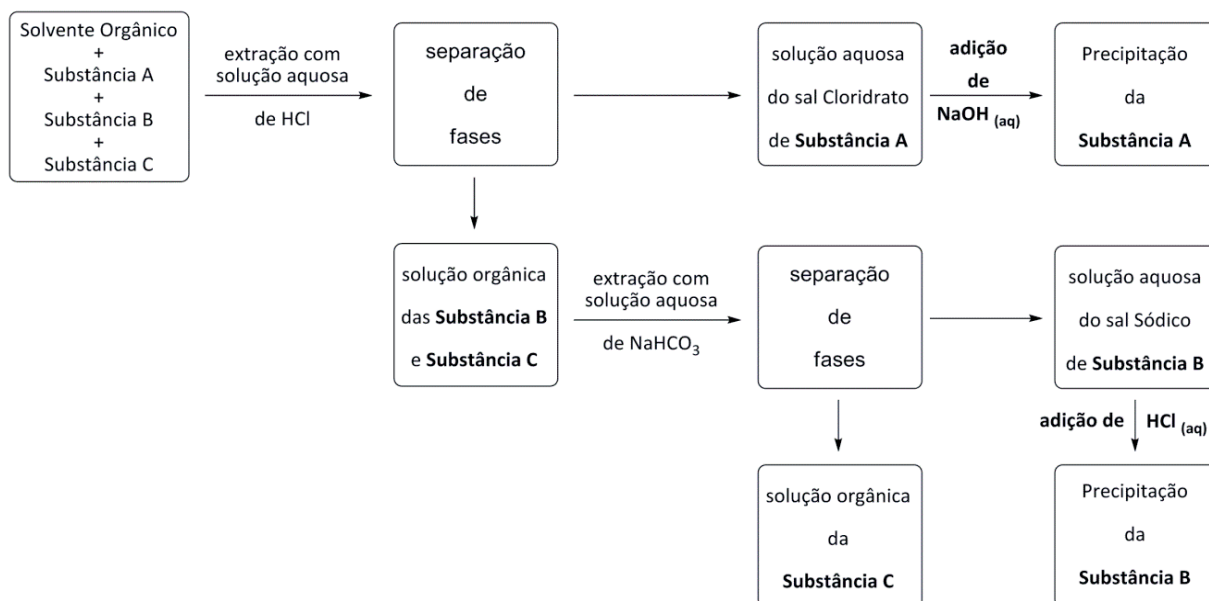 Solvente Orgânico
+
Substância A
+
Substância B
+
Substância C
extração com
solução aquosa
de HCl
separação
de
fases
solução aquosa
do sal Cloridrato
de Substância A
adição
de
NaOH (aq)
Precipitação
da
Substância A
solução orgânica
das Substância B
e Substância C
extração com
solução aquosa
de NaHCO3
separação
de
fases
solução aquosa
do sal Sódico
de Substância B
adição de HCl (aq)
solução orgânica
da
Substância C
Precipitação
da
Substância B